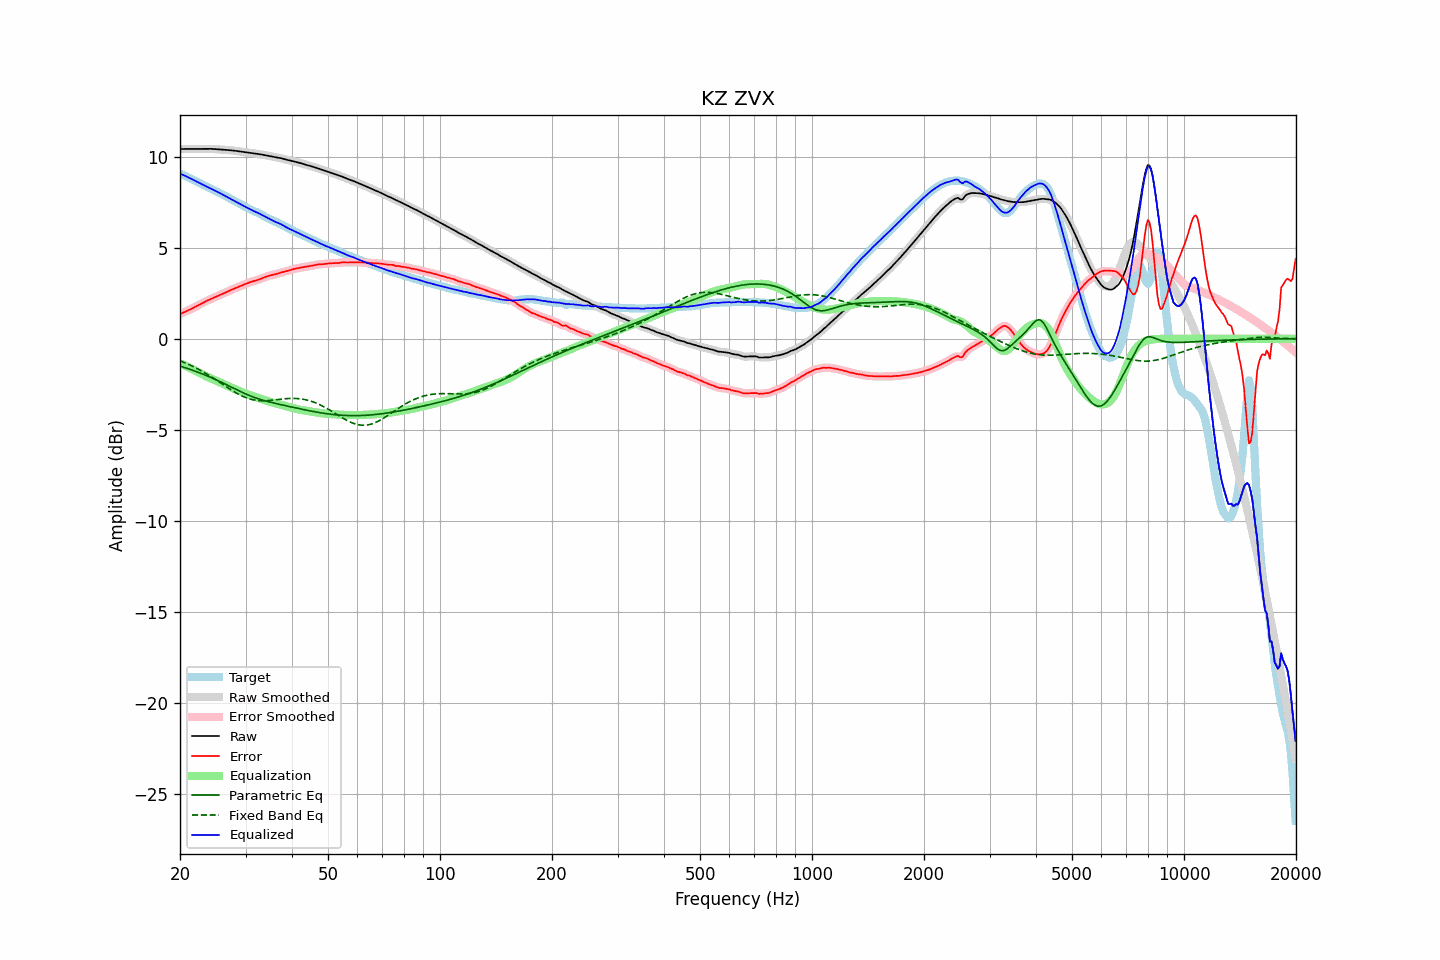 KZ ZVX
Amplitude (dBr)
10
5
0
−5
−10
−15
−20
−25
Target
Raw Smoothed
Error Smoothed
Raw
Error
Equalization
Parametric Eq
Fixed Band Eq
Equalized
20
50
100
200
500
1000
2000
5000
10000
20000
Frequency (Hz)